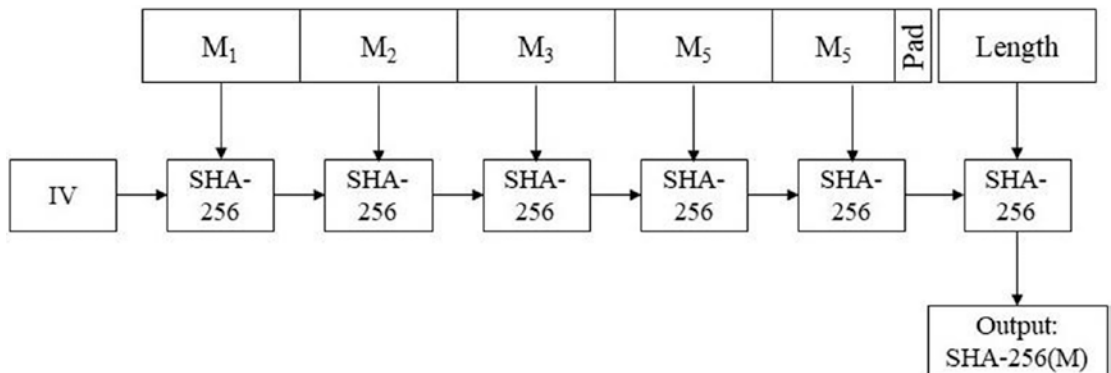 M₁ M₂ M₃ M₅ M₅ Pad Length
IV
SHA-
256
SHA-
256
SHA-
256
SHA-
256
SHA-
256
SHA-
256
Output:
SHA-256(M)